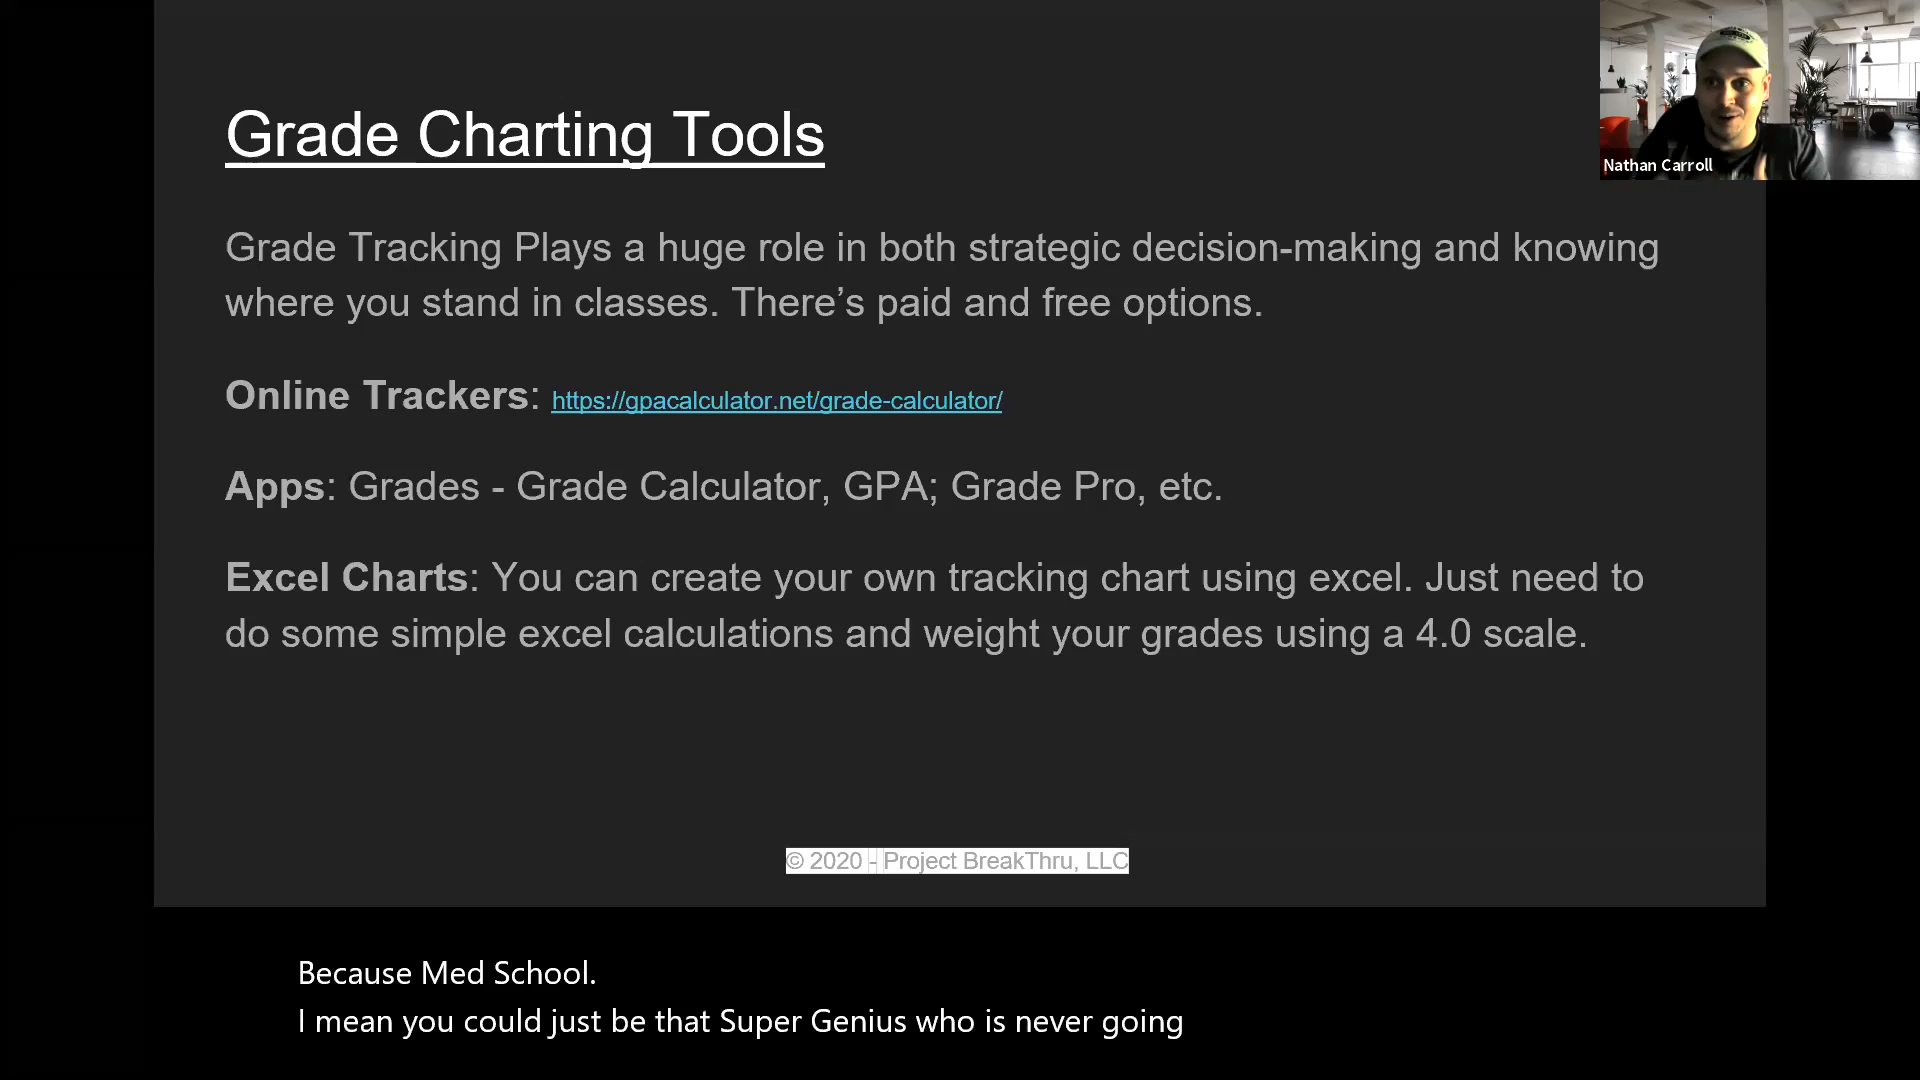 Grade Charting Tools
Nathan Carroll
Grade Tracking Plays a huge role in both strategic decision-making and knowing
where you stand in classes. There’s paid and free options.
Online Trackers: https://gpacalculator.net/grade-calculator/
Apps: Grades - Grade Calculator, GPA; Grade Pro, etc.
Excel Charts: You can create your own tracking chart using excel. Just need to
do some simple excel calculations and weight your grades using a 4.0 scale.
© 2020 - Project BreakThru, LLC
Because Med School.
I mean you could just be that Super Genius who is never going